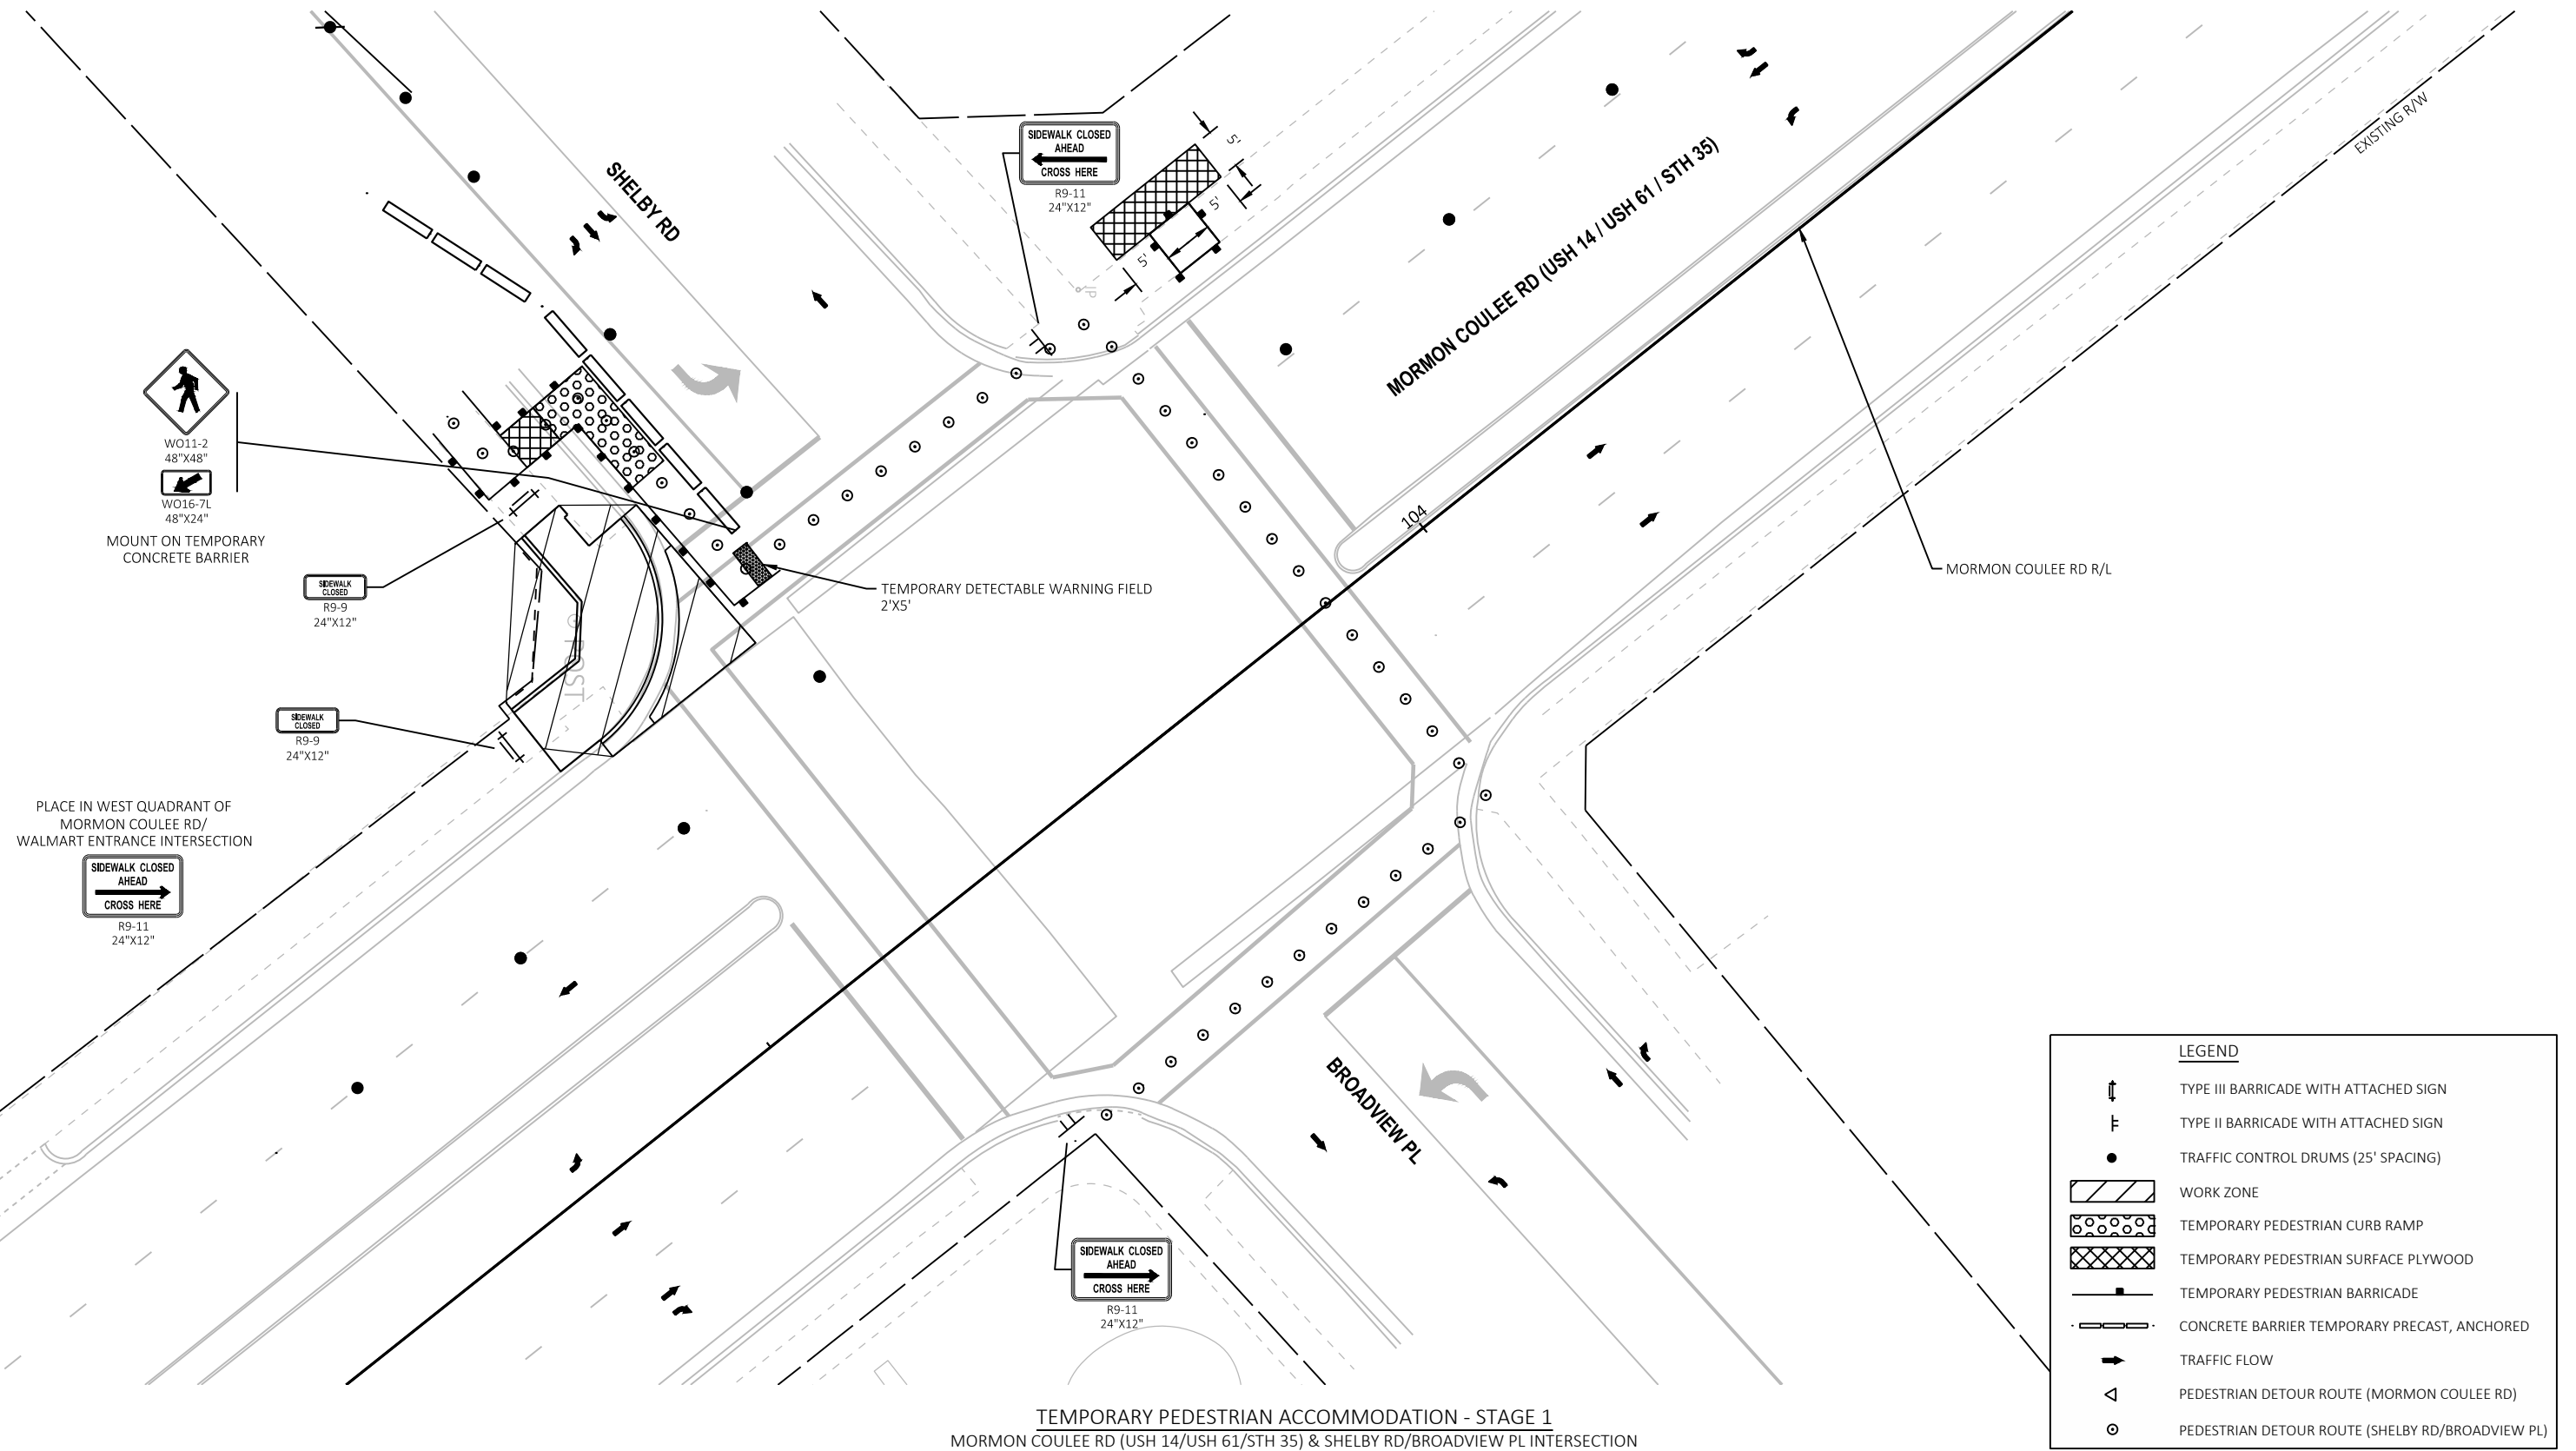 SIDEWALK CLOSED
AHEAD
CROSS HERE
R9-11
24"X12"
5'
5'
5'
IP
SHELBY RD
MORMON COULEE RD (USH 14 / USH 61 / STH 35)
EXISTING R/W
WO11-2
48"X48"
WO16-7L
48"X24"
MOUNT ON TEMPORARY
CONCRETE BARRIER
SIDEWALK
CLOSED
R9-9
24"X12"
104
MORMON COULEE RD R/L
TEMPORARY DETECTABLE WARNING FIELD
2'X5'
POST
SIDEWALK
CLOSED
R9-9
24"X12"
PLACE IN WEST QUADRANT OF
MORMON COULEE RD/
WALMART ENTRANCE INTERSECTION
SIDEWALK CLOSED
AHEAD
CROSS HERE
R9-11
24"X12"
BROADVIEW PL
SIDEWALK CLOSED
AHEAD
CROSS HERE
R9-11
24"X12"
LEGEND
TYPE III BARRICADE WITH ATTACHED SIGN
TYPE II BARRICADE WITH ATTACHED SIGN
TRAFFIC CONTROL DRUMS (25' SPACING)
WORK ZONE
TEMPORARY PEDESTRIAN CURB RAMP
TEMPORARY PEDESTRIAN SURFACE PLYWOOD
TEMPORARY PEDESTRIAN BARRICADE
CONCRETE BARRIER TEMPORARY PRECAST, ANCHORED
TRAFFIC FLOW
PEDESTRIAN DETOUR ROUTE (MORMON COULEE RD)
PEDESTRIAN DETOUR ROUTE (SHELBY RD/BROADVIEW PL)
TEMPORARY PEDESTRIAN ACCOMMODATION - STAGE 1
MORMON COULEE RD (USH 14/USH 61/STH 35) & SHELBY RD/BROADVIEW PL INTERSECTION